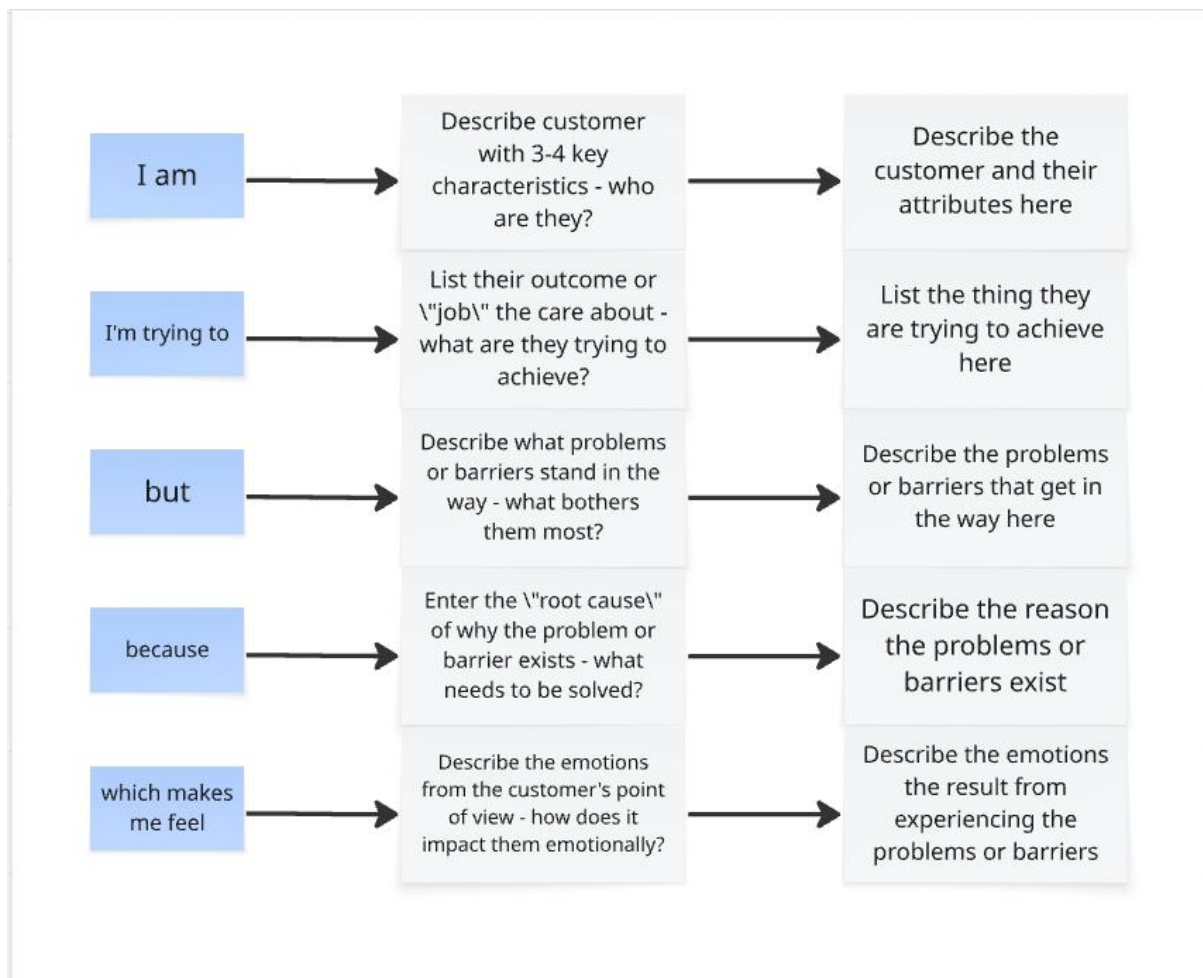 I am
Describe customer
with 3-4 key
characteristics - who
are they?
Describe the
customer and their
attributes here
I'm trying to
List their outcome or
\"job\" the care about -
what are they trying to
achieve?
List the thing they
are trying to achieve
here
but
Describe what problems
or barriers stand in the
way - what bothers
them most?
Describe the problems
or barriers that get in
the way here
because
Enter the \"root cause\"
of why the problem or
barrier exists - what
needs to be solved?
Describe the reason
the problems or
barriers exist
which makes
me feel
Describe the emotions
from the customer's point
of view - how does it
impact them emotionally?
Describe the emotions
the result from
experiencing the
problems or barriers